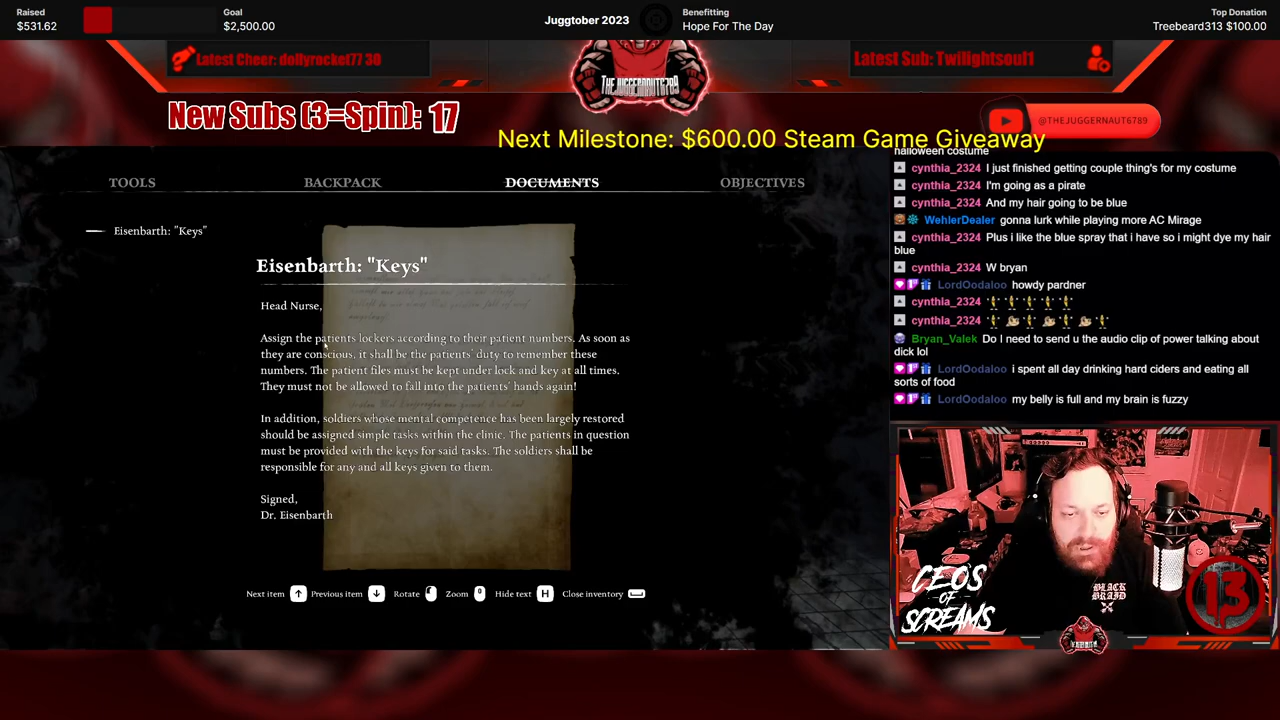 Raised
$531.62
Goal
$2,500.00
Juggtober 2023
Benefitting
Hope For The Day
Top Donation
Treebeard313 $100.00
Latest Cheer: dollyrocket77 30
THEJUGGERNAUT6789
Latest Sub: Twilightsoul1
New Subs (3=Spin): 17
@THEJUGGERNAUT6789
Next Milestone: $600.00 Steam Game Giveaway
TOOLS
BACKPACK
DOCUMENTS
OBJECTIVES
Eisenbarth: "Keys"
Eisenbarth: "Keys"
Head Nurse,
Assign the patients lockers according to their patient numbers. As soon as
they are conscious, it shall be the patients' duty to remember these
numbers. The patient files must be kept under lock and key at all times.
They must not be allowed to fall into the patients' hands again!
In addition, soldiers whose mental competence has been largely restored
should be assigned simple tasks within the clinic. The patients in question
must be provided with the keys for said tasks. The soldiers shall be
responsible for any and all keys given to them.
Signed,
Dr. Eisenbarth
Next item
Previous item
Rotate
Zoom
Hide text H
Close inventory
halloween costume
cynthia_2324 I just finished getting couple thing's for my costume
cynthia_2324 I'm going as a pirate
cynthia_2324 And my hair going to be blue
WehlerDealer gonna lurk while playing more AC Mirage
cynthia_2324 Plus i like the blue spray that i have so i might dye my hair
blue
cynthia_2324 W bryan
LordOodaloo howdy pardner
cynthia_2324
cynthia_2324
Bryan_Valek Do I need to send u the audio clip of power talking about
dick lol
LordOodaloo i spent all day drinking hard ciders and eating all
sorts of food
LordOodaloo my belly is full and my brain is fuzzy
CEO'S
OF
SCREAMS
BLACK
BRAID
13